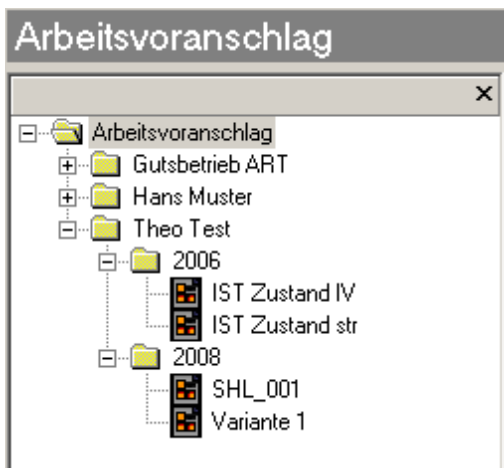 Arbeitsvoranschlag
Arbeitsvoranschlag
Gutsbetrieb ART
Hans Muster
Theo Test
2006
IST Zustand IV
IST Zustand str
2008
SHL_001
Variante 1